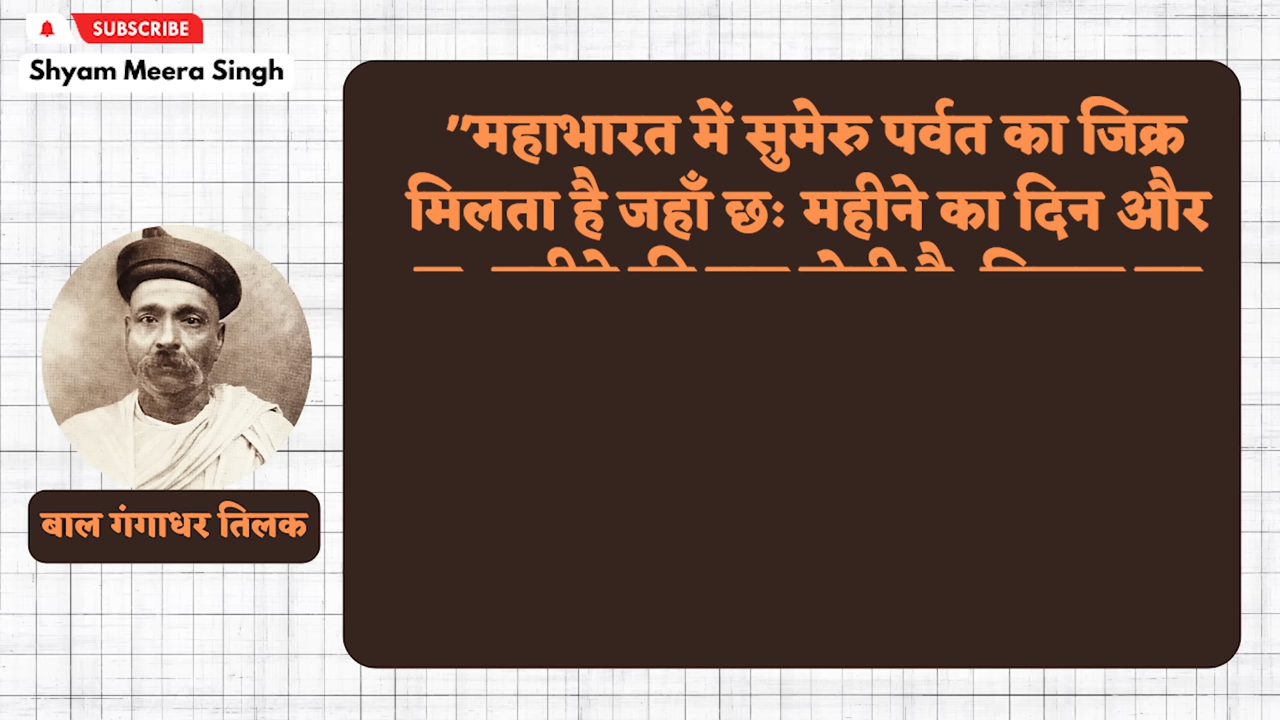 SUBSCRIBE
Shyam Meera Singh
"महाभारत में सुमेरु पर्वत का जिक्र
मिलता है जहाँ छः महीने का दिन और
बाल गंगाधर तिलक